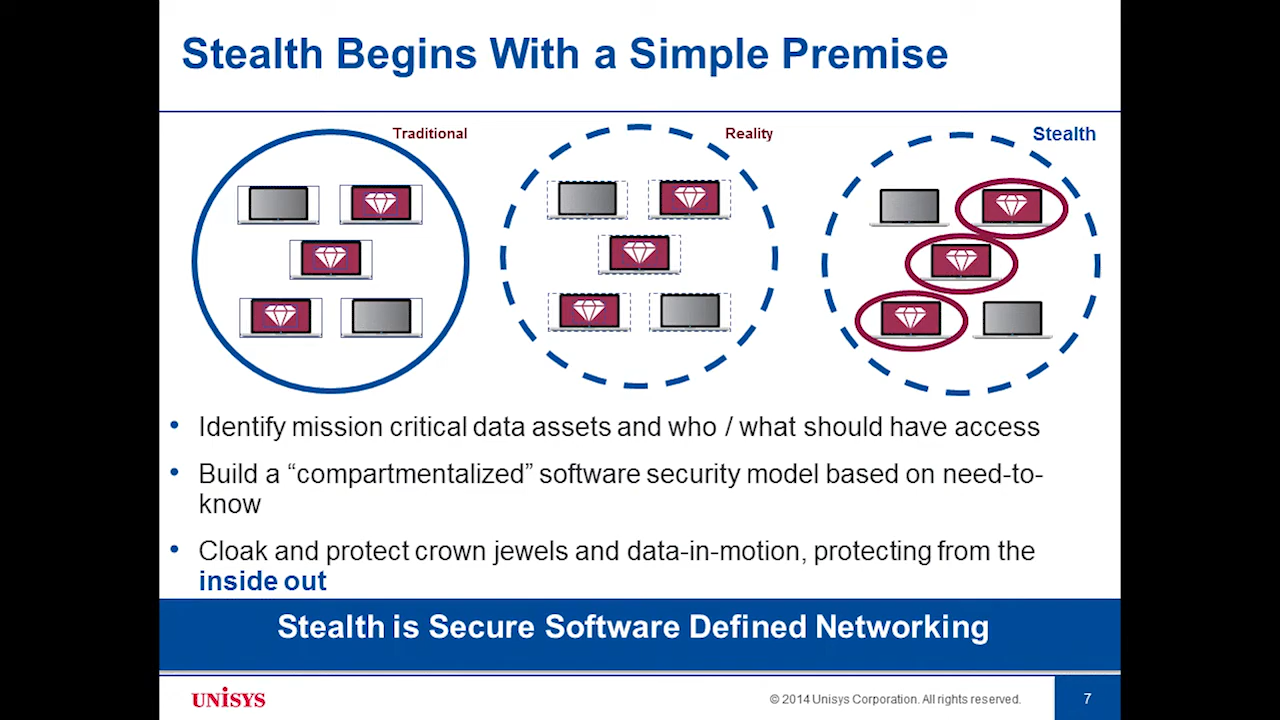 Stealth Begins With a Simple Premise
Traditional
Reality
Stealth
• Identify mission critical data assets and who / what should have access
• Build a “compartmentalized” software security model based on need-to-
know
• Cloak and protect crown jewels and data-in-motion, protecting from the
inside out
Stealth is Secure Software Defined Networking
UNiSYS
© 2014 Unisys Corporation. All rights reserved.
7